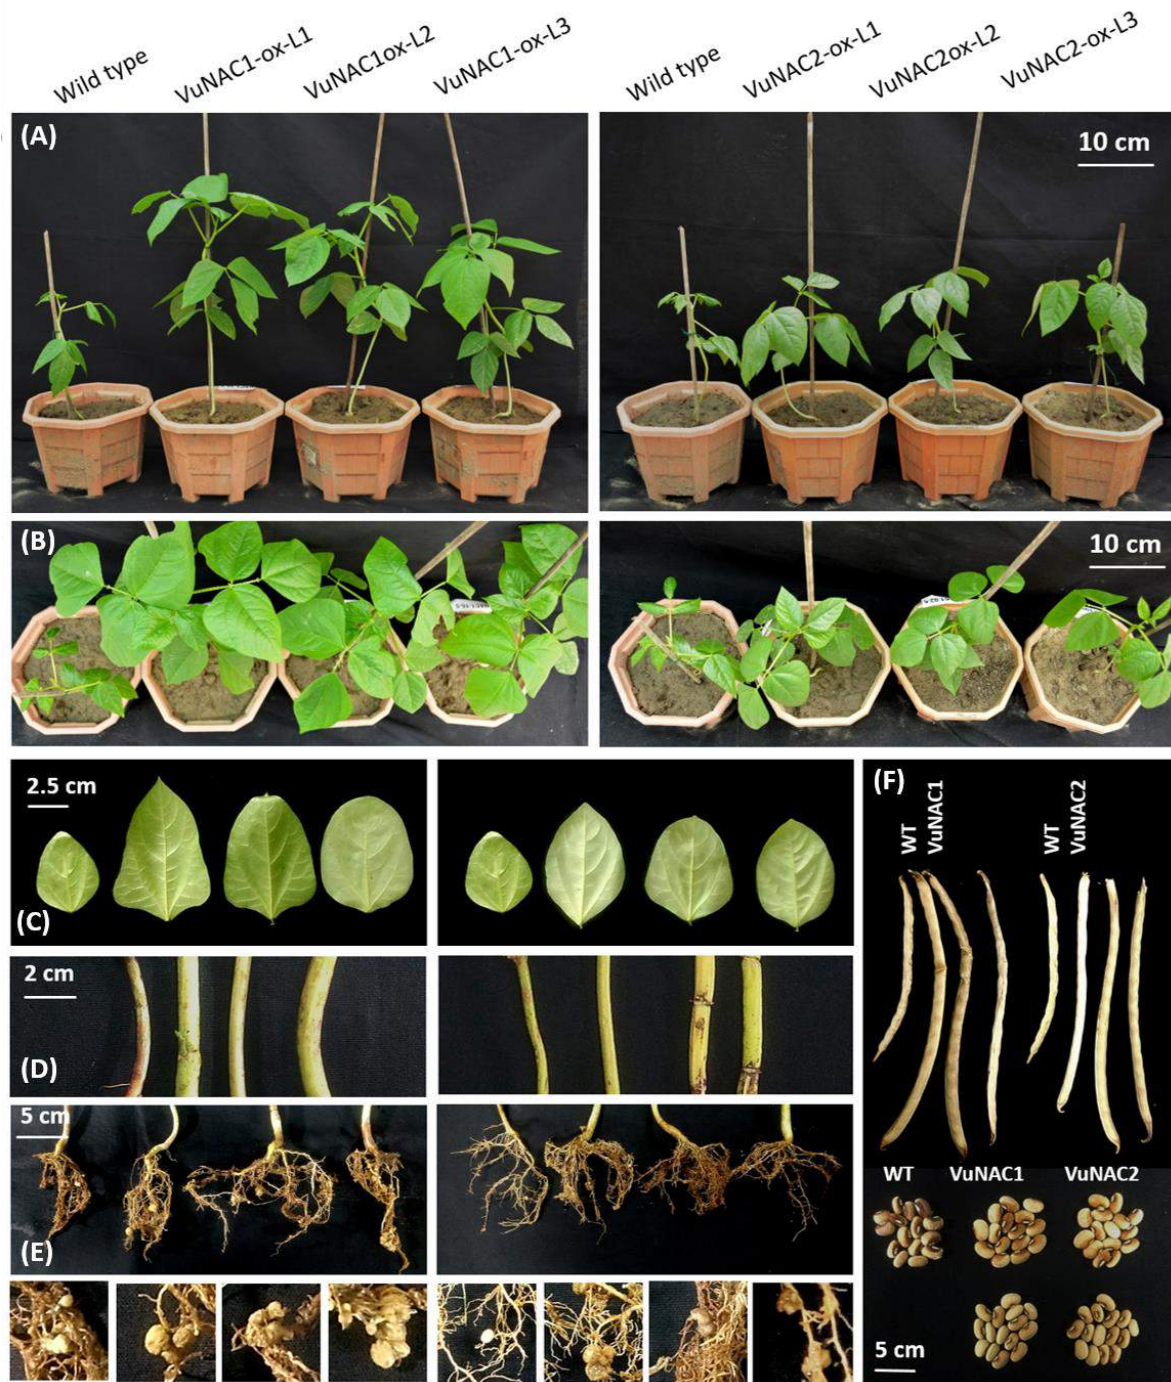 Wild type
VuNAC1-ox-L1
VuNAC1ox-L2
VuNAC1-ox-L3
Wild type
VuNAC2-ox-L1
VuNAC2ox-L2
VuNAC2-ox-L3
(A)
10 cm
(B)
10 cm
2.5 cm
(C)
(F)
WT
VuNAC1
WT
VuNAC2
2 cm
(D)
5 cm
(E)
WT
VuNAC1
VuNAC2
5 cm